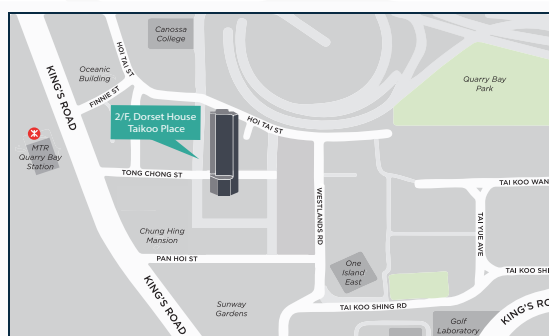 Canossa
College
HOI TAI ST
Oceanic
Building
KING'S ROAD
FINNIE ST
Quarry Bay
Park
2/F, Dorset House
Taikoo Place
HOI TAI ST
MTR
Quarry Bay
Station
TONG CHONG ST
TAI KOO WAN
WESTLANDS RD
TAI YUE AVE
Chung Hing
Mansion
PAN HOI ST
One
Island
East
TAI KOO SHI
KING'S ROAD
Sunway
Gardens
TAI KOO SHING RD
Golf
Laboratory
KING'S RO